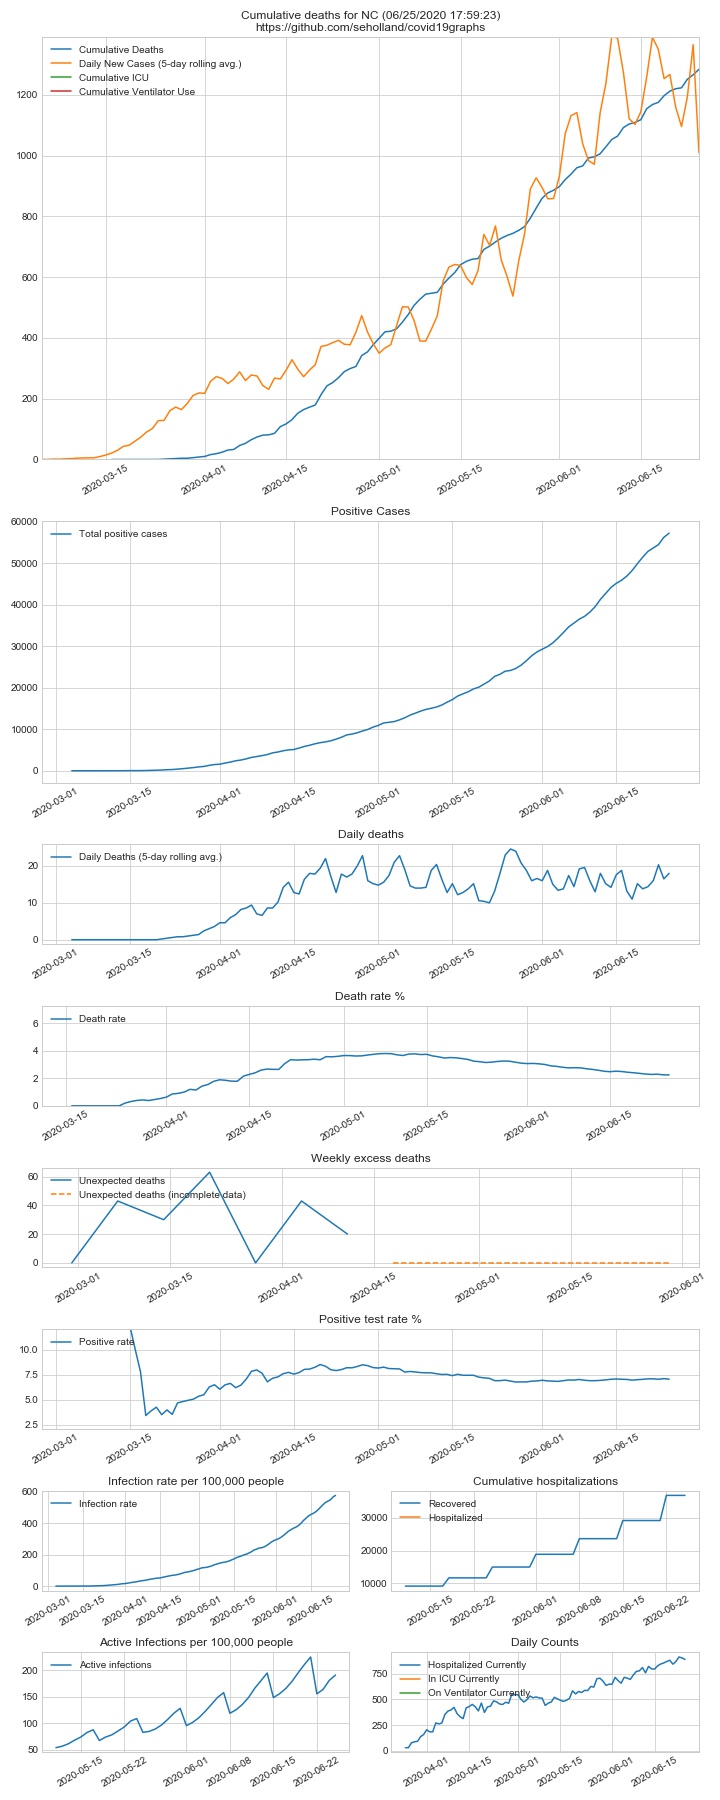 Cumulative deaths for NC (06/25/2020 17:59:23)
https://github.com/seholland/covid19graphs
Cumulative Deaths
Daily New Cases (5-day rolling avg.)
Cumulative ICU
Cumulative Ventilator Use
1200
1000
800
600
400
200
0
2020-03-15 2020-04-01 2020-04-15 2020-05-01 2020-05-15 2020-06-01 2020-06-15
Positive Cases
Total positive cases
60000
50000
40000
30000
20000
10000
0
2020-03-01 2020-03-15 2020-04-01 2020-04-15 2020-05-01 2020-05-15 2020-06-01 2020-06-15
Daily deaths
Daily Deaths (5-day rolling avg.)
20
10
0
2020-03-01 2020-03-15 2020-04-01 2020-04-15 2020-05-01 2020-05-15 2020-06-01 2020-06-15
Death rate %
Death rate
6
4
2
0
2020-03-15 2020-04-01 2020-04-15 2020-05-01 2020-05-15 2020-06-01 2020-06-15
Weekly excess deaths
Unexpected deaths
Unexpected deaths (incomplete data)
60
40
20
0
2020-03-01 2020-03-15 2020-04-01 2020-04-15 2020-05-01 2020-05-15 2020-06-01
Positive test rate %
Positive rate
10.0
7.5
5.0
2.5
2020-03-01 2020-03-15 2020-04-01 2020-04-15 2020-05-01 2020-05-15 2020-06-01 2020-06-15
Infection rate per 100,000 people
Infection rate
600
400
200
0
2020-03-01 2020-03-15 2020-04-01 2020-04-15 2020-05-01 2020-05-15 2020-06-01 2020-06-15
Cumulative hospitalizations
Recovered
Hospitalized
30000
20000
10000
2020-05-15 2020-05-22 2020-06-01 2020-06-08 2020-06-15 2020-06-22
Active Infections per 100,000 people
Active infections
200
150
100
50
2020-05-15 2020-05-22 2020-06-01 2020-06-08 2020-06-15 2020-06-22
Daily Counts
Hospitalized Currently
In ICU Currently
On Ventilator Currently
750
500
250
0
2020-04-01 2020-04-15 2020-05-01 2020-05-15 2020-06-01 2020-06-15